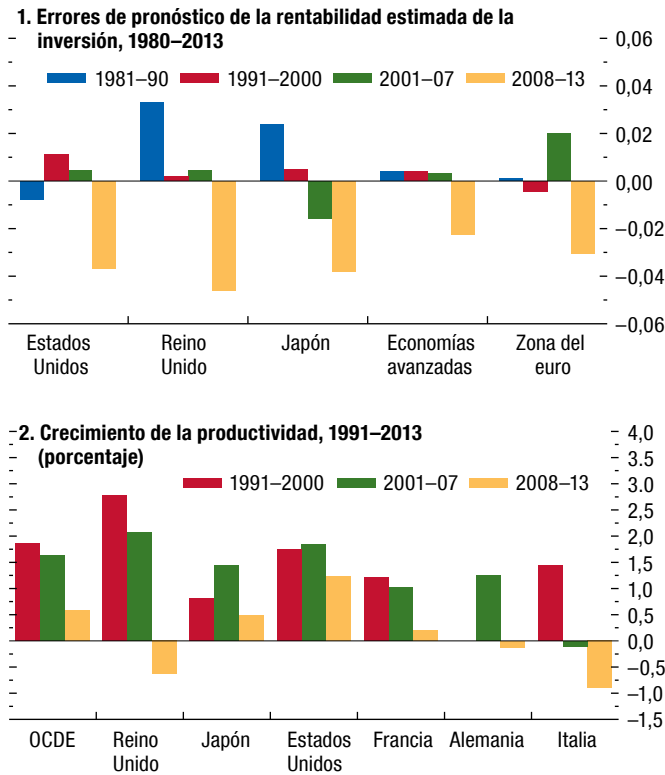 1. Errores de pronóstico de la rentabilidad estimada de la
inversión, 1980–2013
1981–90 1991–2000 2001–07 2008–13
0,06
0,04
0,02
0,00
–0,02
–0,04
–0,06
Estados Unidos
Reino Unido
Japón
Economías avanzadas
Zona del euro
2. Crecimiento de la productividad, 1991–2013
(porcentaje)
1991–2000 2001–07 2008–13
4,0
3.5
3.0
2.5
2,0
1,5
1,0
0,5
0,0
–0,5
–1,0
–1,5
OCDE
Reino Unido
Japón
Estados Unidos
Francia
Alemania
Italia